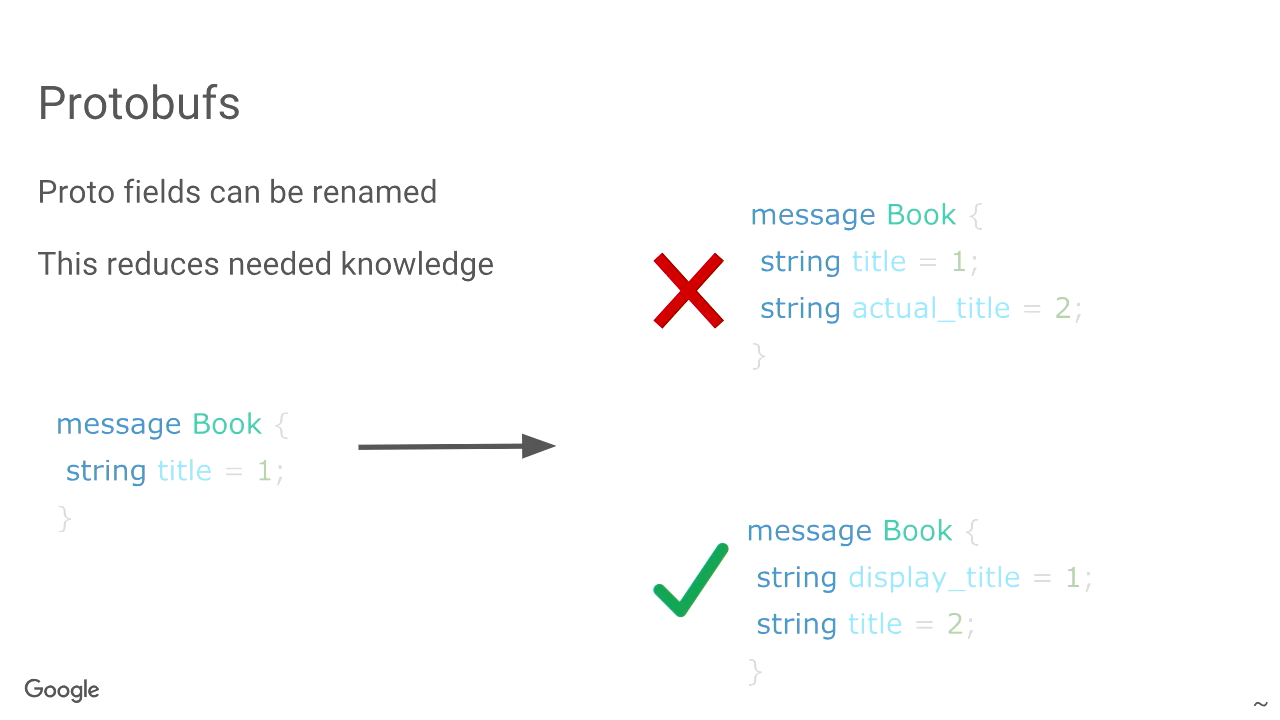 Protobufs
Proto fields can be renamed
This reduces needed knowledge
message Book {
string title = 1;
}
message Book {
string title = 1;
string actual_title = 2;
}
message Book {
string display_title = 1;
string title = 2;
}
Google
~